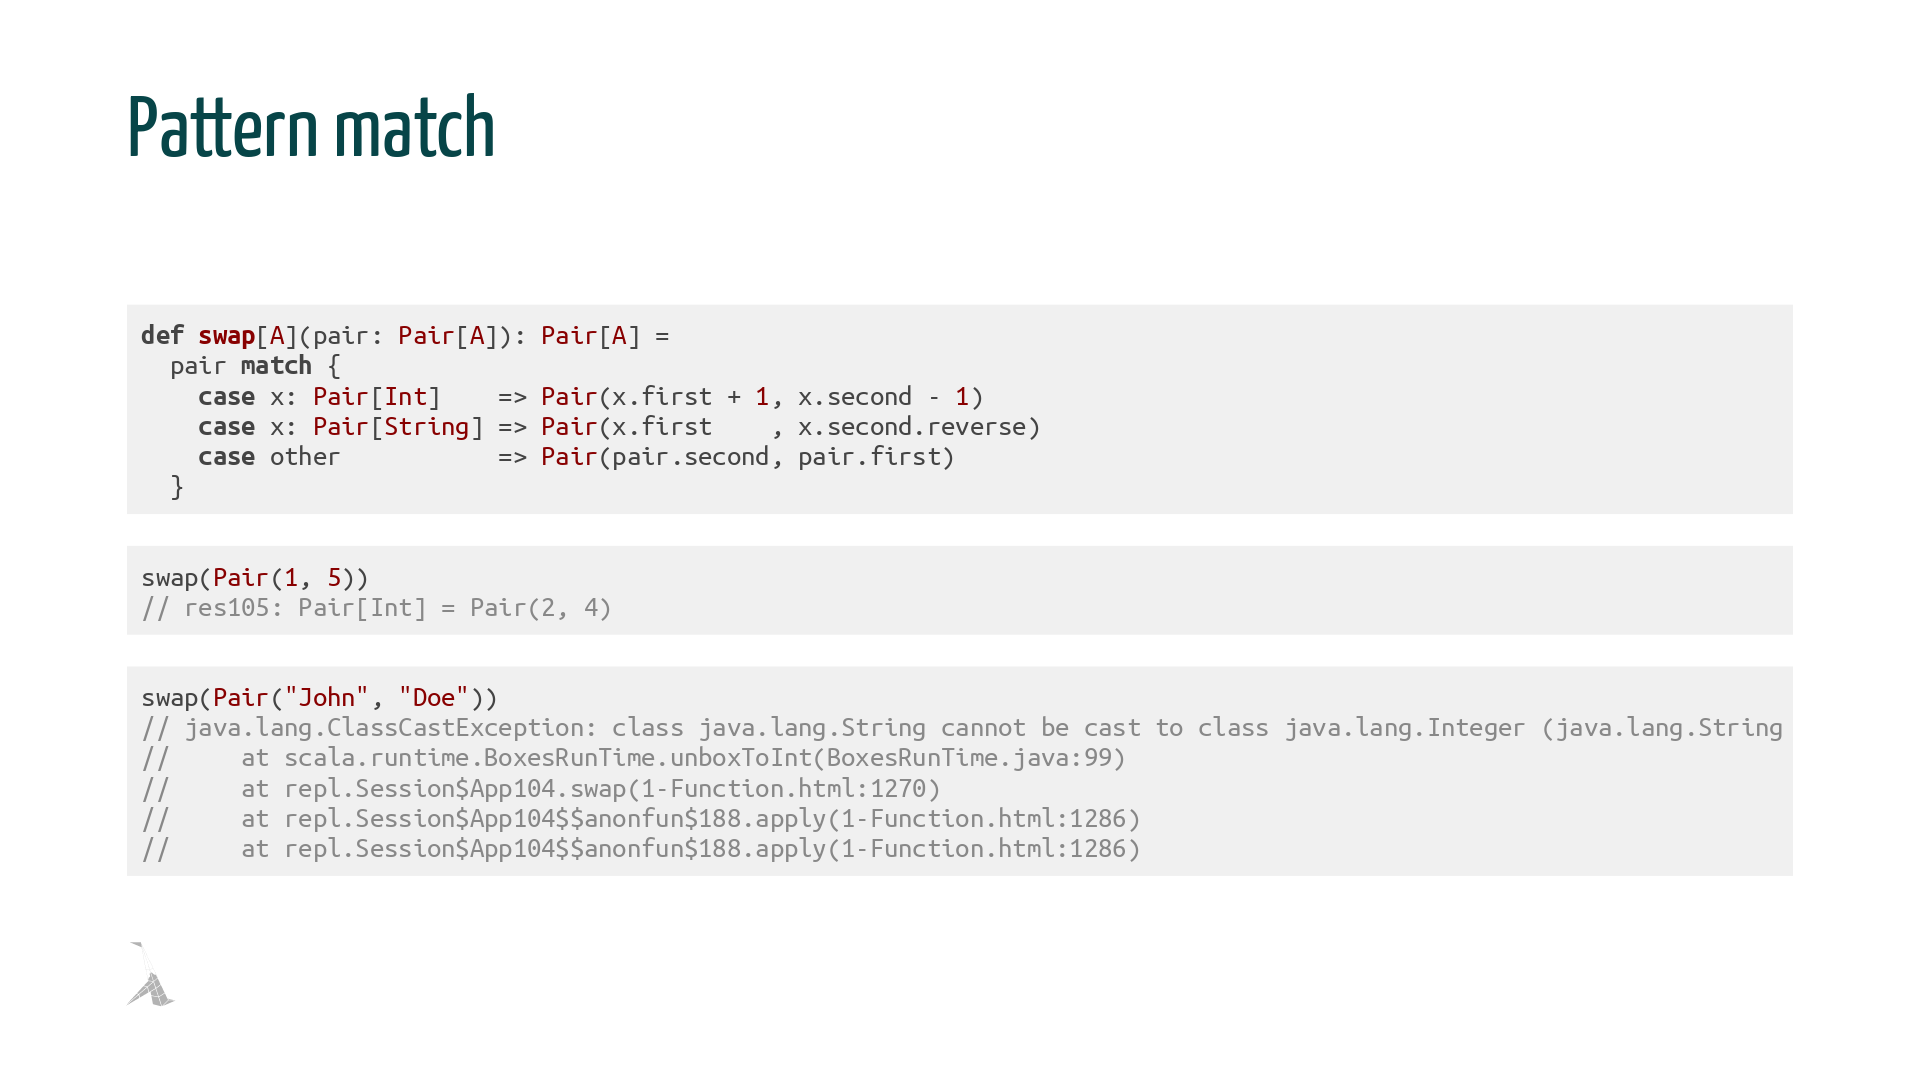 Pattern match
def swap[A](pair: Pair[A]): Pair[A] =
  pair match {
    case x: Pair[Int]    => Pair(x.first + 1, x.second - 1)
    case x: Pair[String] => Pair(x.first    , x.second.reverse)
    case other           => Pair(pair.second, pair.first)
  }
swap(Pair(1, 5))
// res105: Pair[Int] = Pair(2, 4)
swap(Pair("John", "Doe"))
// java.lang.ClassCastException: class java.lang.String cannot be cast to class java.lang.Integer (java.lang.String
//     at scala.runtime.BoxesRunTime.unboxToInt(BoxesRunTime.java:99)
//     at repl.Session$App104.swap(1-Function.html:1270)
//     at repl.Session$App104$$anonfun$188.apply(1-Function.html:1286)
//     at repl.Session$App104$$anonfun$188.apply(1-Function.html:1286)